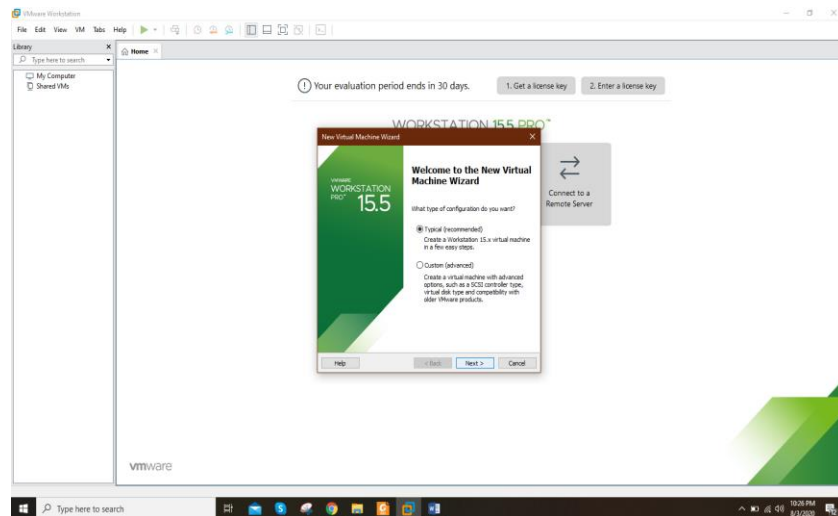 VMware Workstation
File Edit View VM Tabs Help
Library
Home
Type here to search
My Computer
Shared VMs
Your evaluation period ends in 30 days.
1. Get a license key
2. Enter a license key
WORKSTATION 15.5 PRO™
New Virtual Machine Wizard
vmware
WORKSTATION
PRO™ 15.5
Welcome to the New Virtual
Machine Wizard
What type of configuration do you want?
Typical (recommended)
Create a Workstation 15.x virtual machine
in a few easy steps.
Custom (advanced)
Create a virtual machine with advanced
options, such as a SCSI controller type,
virtual disk type and compatibility with
older VMware products.
Help
< Back
Next >
Cancel
Connect to a
Remote Server
vmware
Type here to search
10:26 PM
8/3/2020